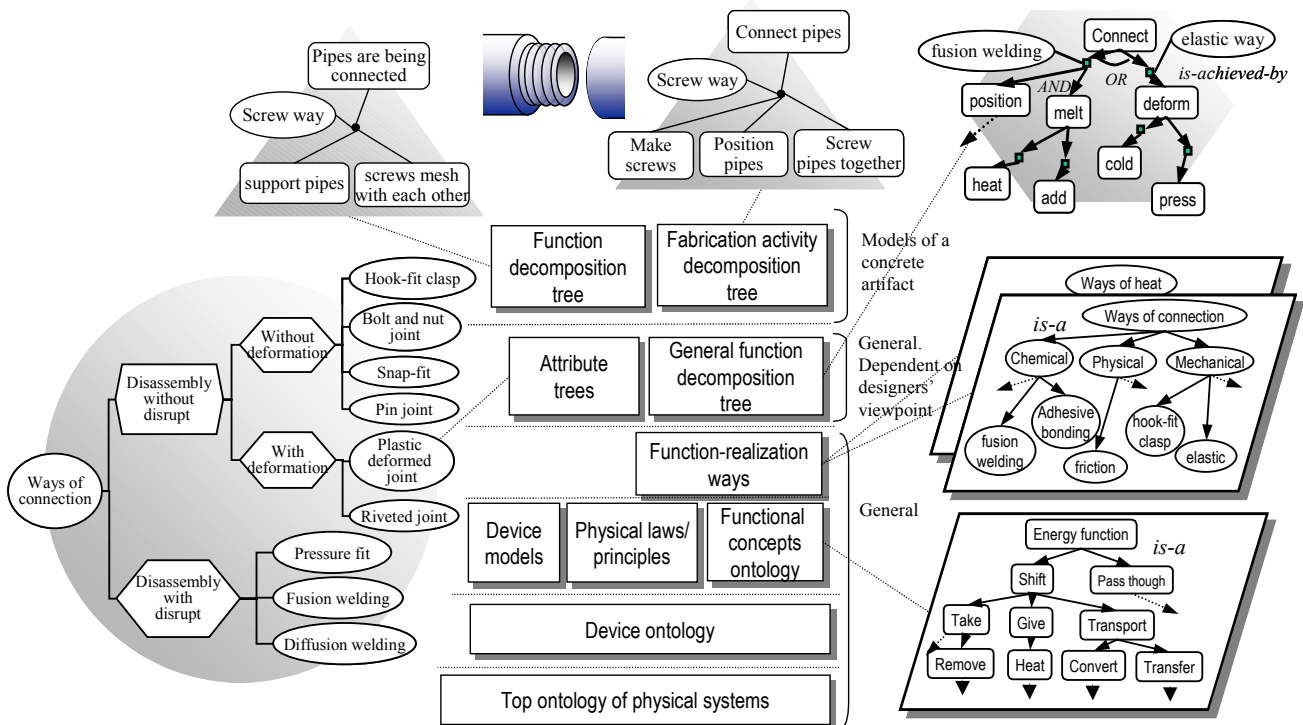 Pipes are being
connected
Screw way
support pipes
screws mesh
with each other
Connect pipes
Screw way
Make
screws
Position
pipes
Screw
pipes together
Connect
fusion welding
elastic way
is-achieved-by
AND
OR
position
melt
deform
heat
add
cold
press
Function
decomposition
tree
Fabrication activity
decomposition
tree
Models of a
concrete
artifact
Attribute
trees
General function
decomposition
tree
General.
Dependent on
designers'
viewpoint
Function-realization
ways
Device
models
Physical laws/
principles
Functional
concepts
ontology
General
Device ontology
Top ontology of physical systems
Ways of
connection
Disassembly
without
disrupt
Without
deformation
Hook-fit clasp
Bolt and nut
joint
Snap-fit
Pin joint
With
deformation
Plastic
deformed
joint
Riveted joint
Disassembly
with
disrupt
Pressure fit
Fusion welding
Diffusion welding
Ways of heat
is-a
Ways of connection
Chemical
Physical
Mechanical
fusion
welding
Adhesive
bonding
friction
hook-fit
clasp
elastic
Energy function
is-a
Shift
Pass though
Take
Give
Transport
Remove
Heat
Convert
Transfer